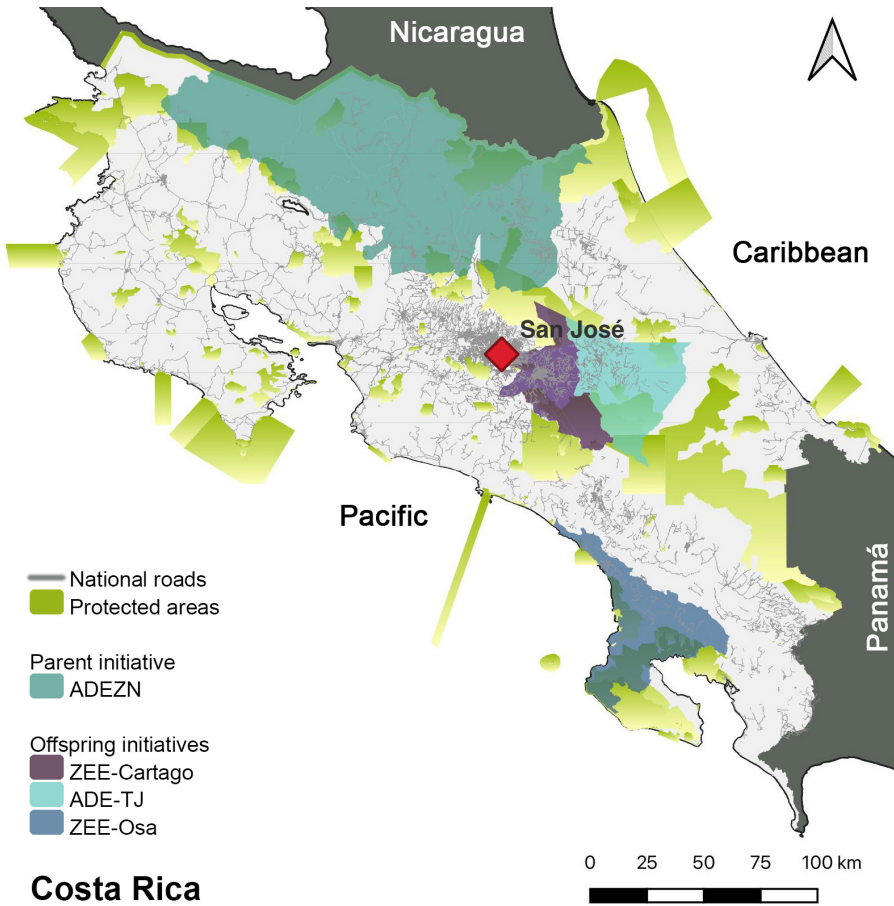 Nicaragua
Caribbean
San José
Pacific
Panamá
National roads
Protected areas
Parent initiative
ADEZN
Offspring initiatives
ZEE-Cartago
ADE-TJ
ZEE-Osa
0 25 50 75 100 km
Costa Rica